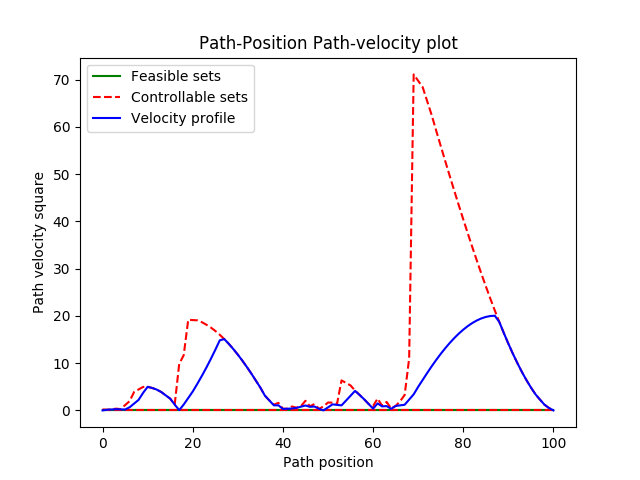 Path-Position Path-velocity plot
Feasible sets
Controllable sets
Velocity profile
Path velocity square
70
60
50
40
30
20
10
0
0 20 40 60 80 100
Path position